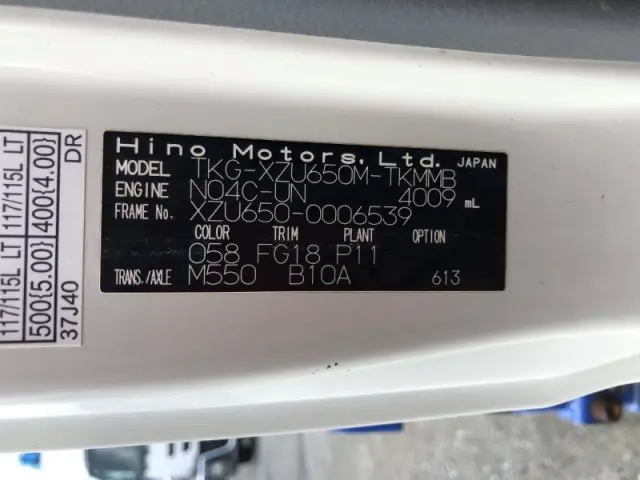 Hino Motors, Ltd. JAPAN
MODEL TKG-XZU650M-TKMMB
ENGINE N04C-UN 4009 mL
FRAME No. XZU650-0006539
COLOR TRIM PLANT OPTION
058 FG18 P11
TRANS./AXLE M550 B10A 613
117/115L LT 117/115L LT
500{5.00} 400{4.00}
37J40 DR